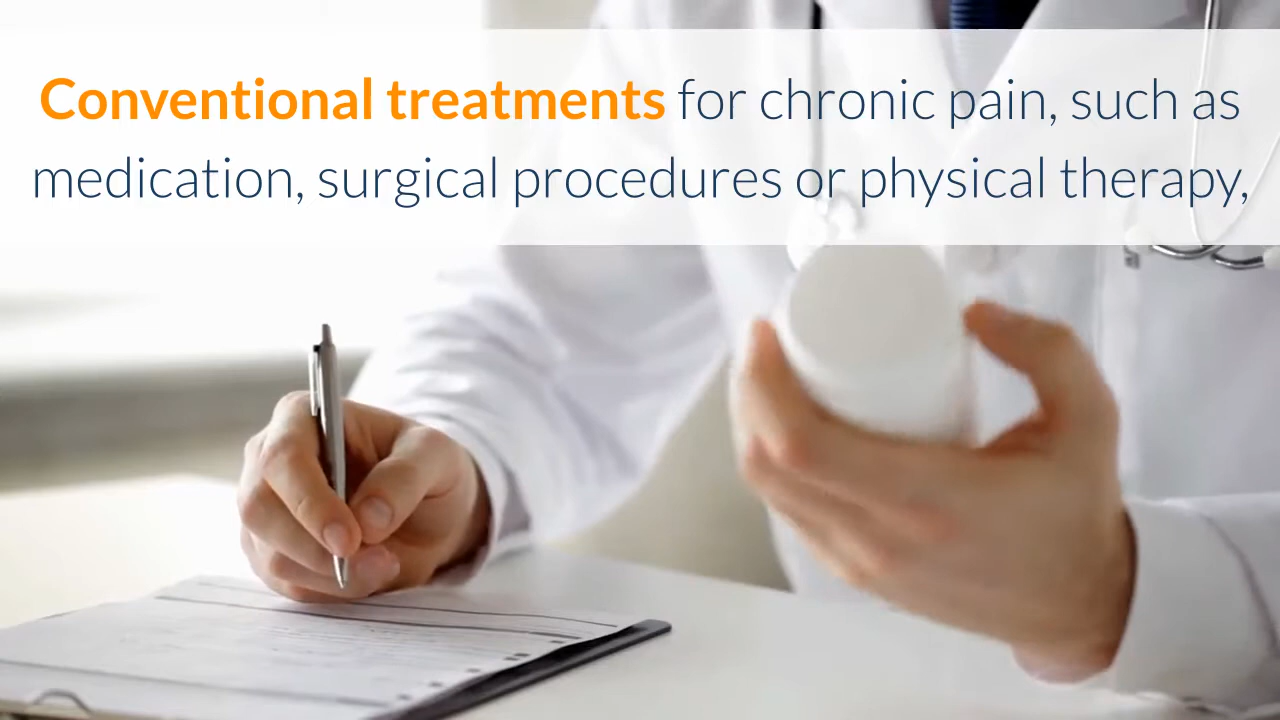 Conventional treatments for chronic pain, such as
medication, surgical procedures or physical therapy,